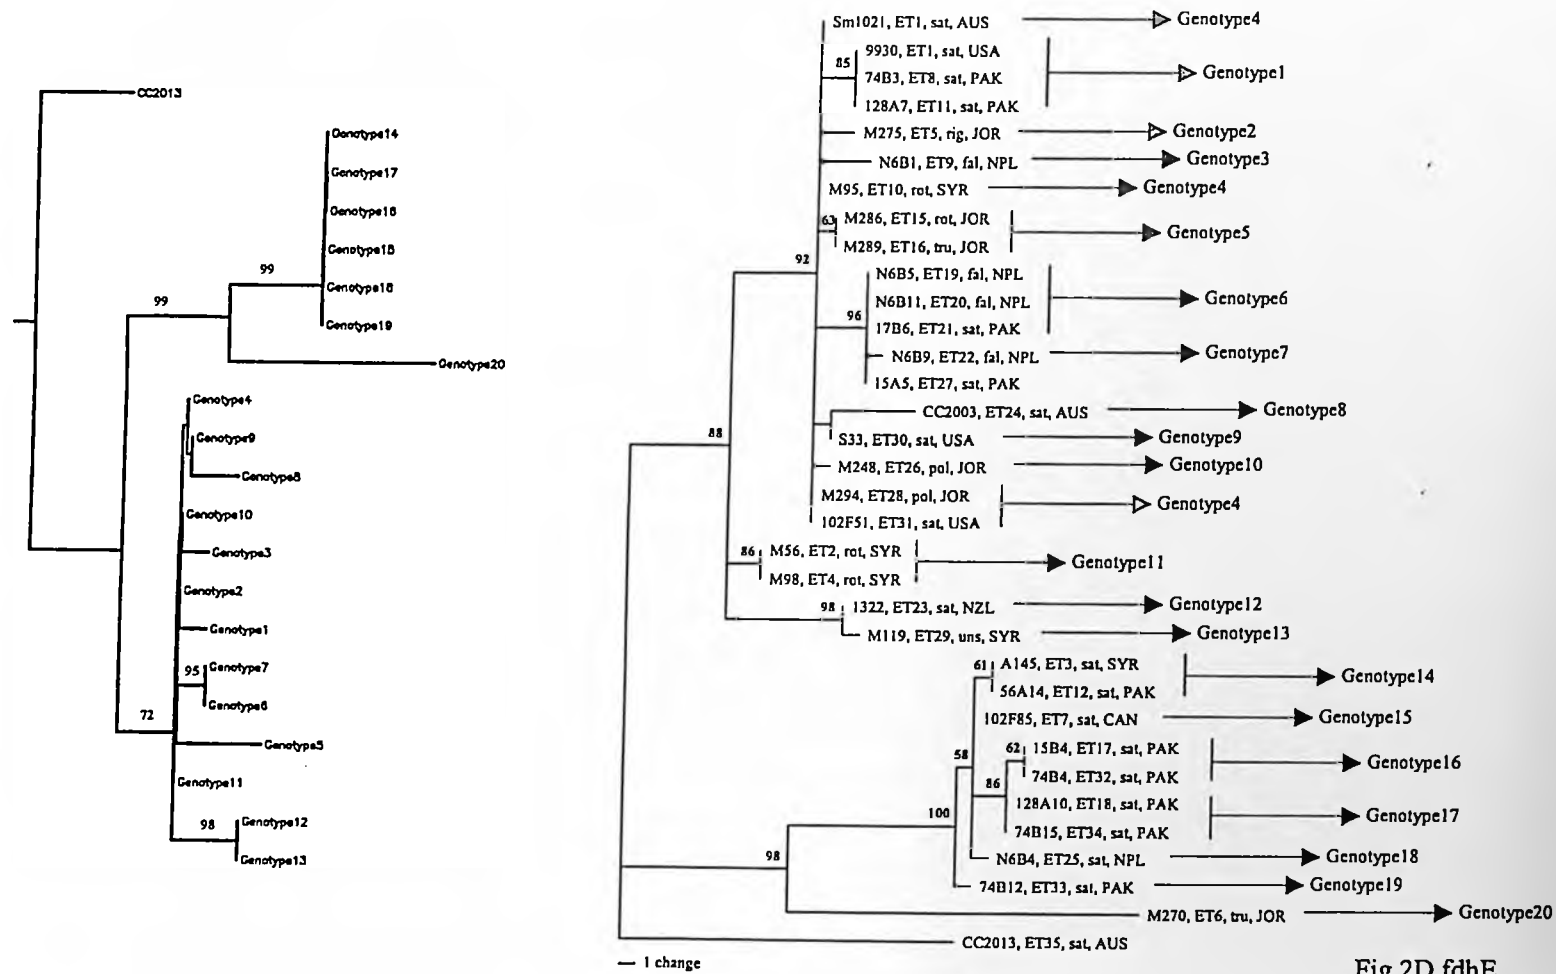 CC2013
Genotype14
Genotype17
Genotype16
Genotype15
Genotype18
99
Genotype19
99
Genotype20
Genotype4
Genotype9
Genotype8
Genotype10
Genotype3
Genotype2
Genotype1
Genotype7
95
Genotype6
72
Genotype5
Genotype11
98
Genotype12
Genotype13
Sm1021, ET1, sat, AUS
Genotype4
9930, ET1, sat, USA
85
74B3, ET8, sat, PAK
Genotype1
128A7, ET11, sat, PAK
M275, ET5, rig, JOR
Genotype2
N6B1, ET9, fal, NPL
Genotype3
M95, ET10, rot, SYR
Genotype4
63
M286, ET15, rot, JOR
M289, ET16, tru, JOR
Genotype5
92
N6B5, ET19, fal, NPL
N6B11, ET20, fal, NPL
Genotype6
96
17B6, ET21, sat, PAK
N6B9, ET22, fal, NPL
Genotype7
15A5, ET27, sat, PAK
CC2003, ET24, sat, AUS
Genotype8
88
S33, ET30, sat, USA
Genotype9
M248, ET26, pol, JOR
Genotype10
M294, ET28, pol, JOR
Genotype4
102F51, ET31, sat, USA
86
M56, ET2, rot, SYR
M98, ET4, rot, SYR
Genotype11
98
1322, ET23, sat, NZL
Genotype12
M119, ET29, uns, SYR
Genotype13
61
A145, ET3, sat, SYR
56A14, ET12, sat, PAK
Genotype14
102F85, ET7, sat, CAN
Genotype15
58
62
15B4, ET17, sat, PAK
74B4, ET32, sat, PAK
Genotype16
86
128A10, ET18, sat, PAK
100
74B15, ET34, sat, PAK
Genotype17
98
N6B4, ET25, sat, NPL
Genotype18
74B12, ET33, sat, PAK
Genotype19
M270, ET6, tru, JOR
Genotype20
CC2013, ET35, sat, AUS
1 change
Fig 2D